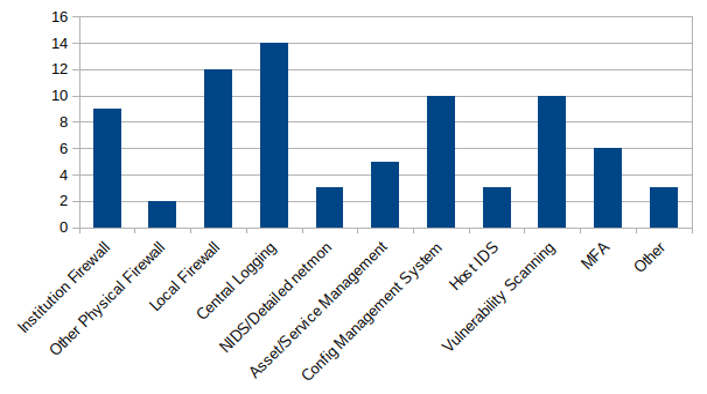 16
14
12
10
8
6
4
2
0
Institution Firewall
Other Physical Firewall
Local Firewall
Central Logging
NIDS/Detailed netmon
Asset/Service Management
Config Management System
Host IDS
Vulnerability Scanning
MFA
Other